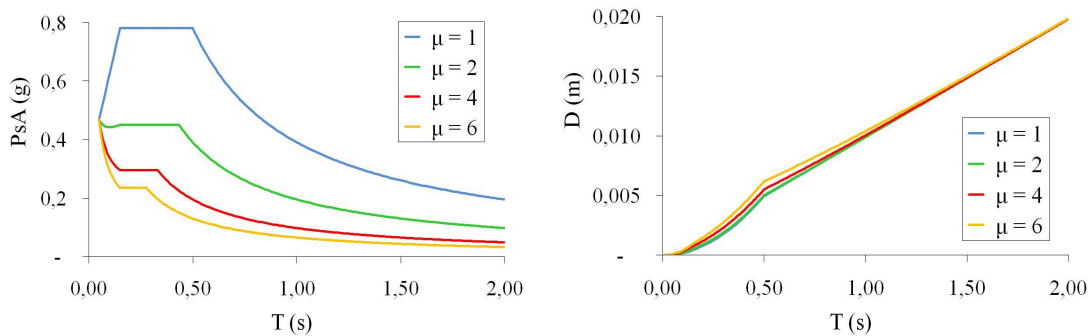 0,8
0,6
0,4
0,2
-
PsA (g)
0,00 0,50 1,00 1,50 2,00
T (s)
μ = 1
μ = 2
μ = 4
μ = 6
0,020
0,015
0,010
0,005
-
D (m)
0,00 0,50 1,00 1,50 2,00
T (s)
μ = 1
μ = 2
μ = 4
μ = 6